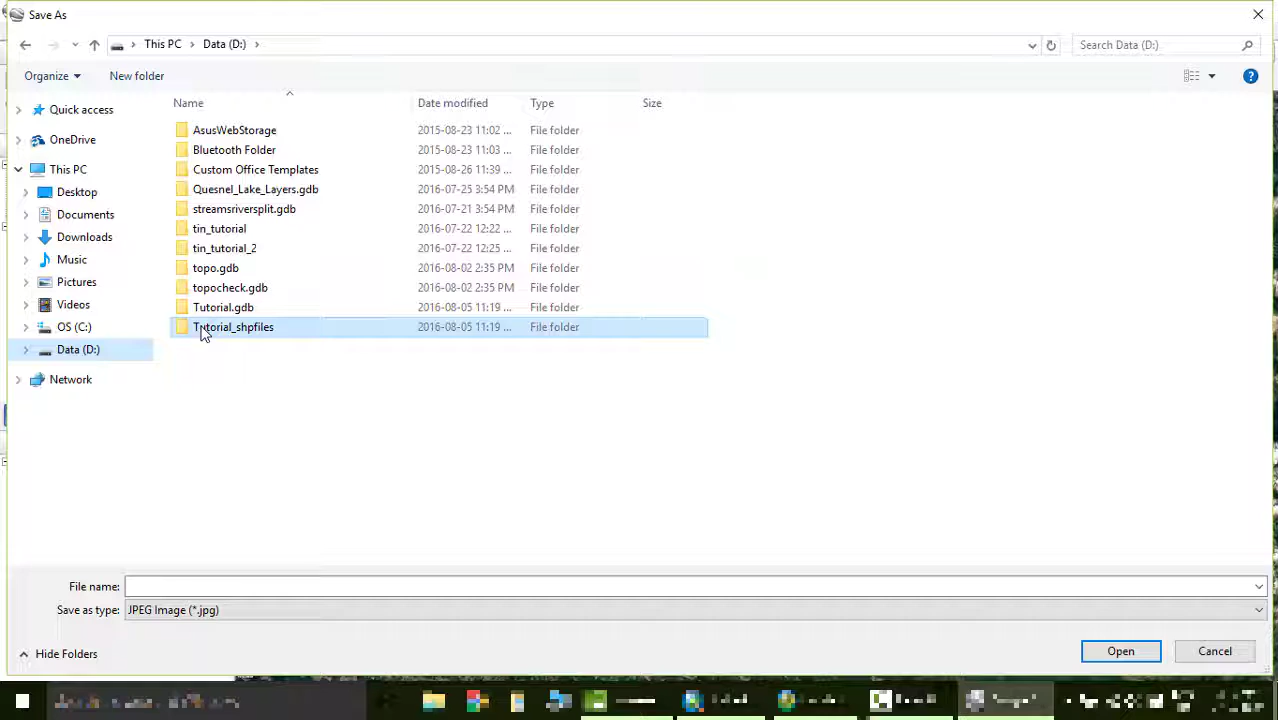 Save As
This PC Data (D:) Search Data (D:)
Organize New folder
Name Date modified Type Size
Quick access
OneDrive
This PC
Desktop
Documents
Downloads
Music
Pictures
Videos
OS (C:)
Data (D:)
Network
AsusWebStorage 2015-08-23 11:02 ... File folder
Bluetooth Folder 2015-08-23 11:03 ... File folder
Custom Office Templates 2015-08-26 11:39 ... File folder
Quesnel_Lake_Layers.gdb 2016-07-25 3:54 PM File folder
streamsriversplit.gdb 2016-07-21 3:54 PM File folder
tin_tutorial 2016-07-22 12:22 ... File folder
tin_tutorial_2 2016-07-22 12:25 ... File folder
topo.gdb 2016-08-02 2:35 PM File folder
topocheck.gdb 2016-08-02 2:35 PM File folder
Tutorial.gdb 2016-08-05 11:19 ... File folder
Tutorial_shpfiles 2016-08-05 11:19 ... File folder
File name:
Save as type: JPEG Image (*.jpg)
Hide Folders Open Cancel